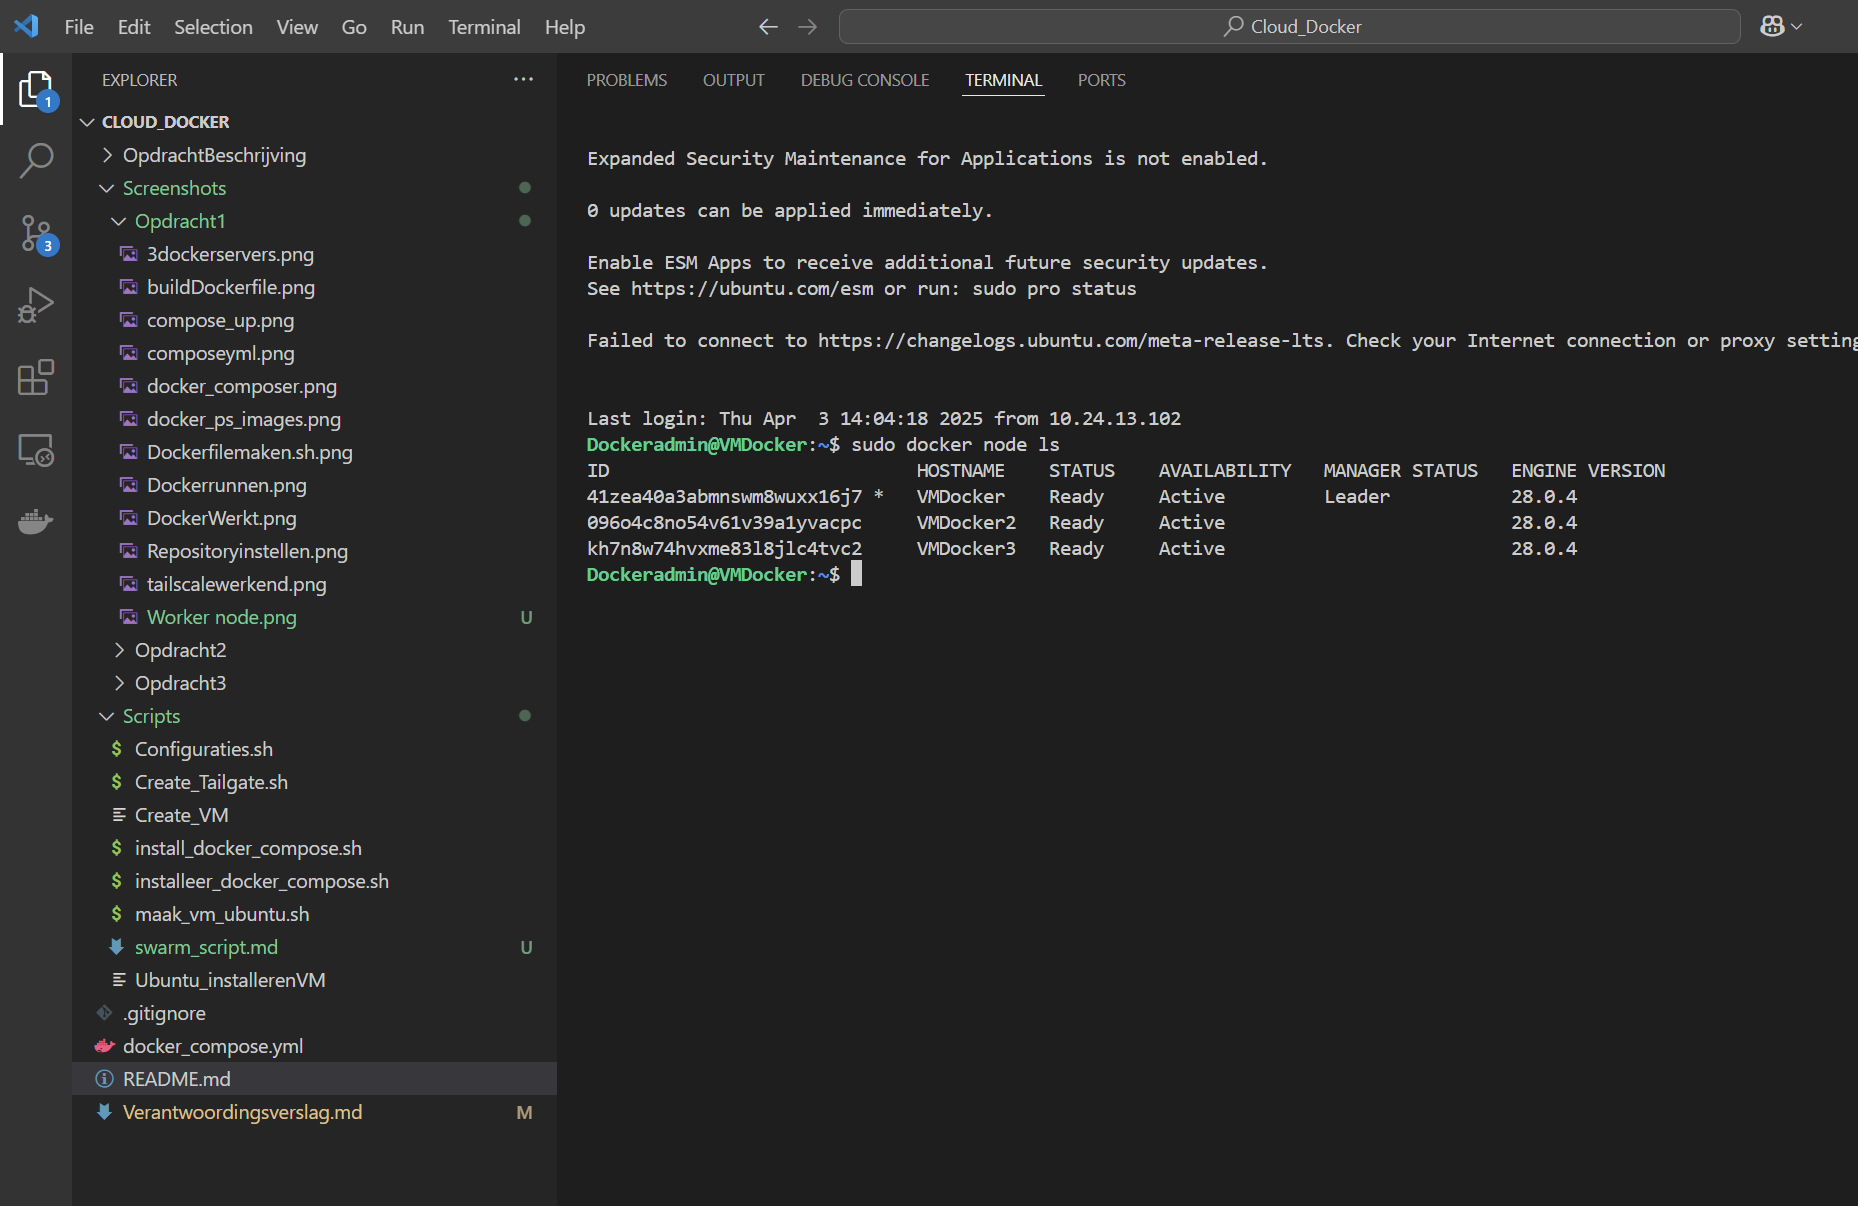 File Edit Selection View Go Run Terminal Help
Cloud_Docker
EXPLORER
1
3
CLOUD_DOCKER
OpdrachtBeschrijving
Screenshots
Opdracht1
3dockerservers.png
buildDockerfile.png
compose_up.png
composeyml.png
docker_composer.png
Dockerfilemaken.sh.png
docker_ps_images.png
Dockerrunnen.png
DockerWerkt.png
Repositoryinstellen.png
tailscalewerkend.png
Worker node.png U
Opdracht2
Opdracht3
Scripts
Configuraties.sh
Create_Tailgate.sh
Create_VM
install_docker_compose.sh
installeer_docker_compose.sh
maak_vm_ubuntu.sh
swarm_script.md U
Ubuntu_installerenVM
.gitignore
docker_compose.yml
README.md
Verantwoordingsverslag.md M
PROBLEMS OUTPUT DEBUG CONSOLE TERMINAL PORTS
Expanded Security Maintenance for Applications is not enabled.
0 updates can be applied immediately.
Enable ESM Apps to receive additional future security updates.
See https://ubuntu.com/esm or run: sudo pro status
Failed to connect to https://changelogs.ubuntu.com/meta-release-lts. Check your Internet connection or proxy setting
Last login: Thu Apr  3 14:04:18 2025 from 10.24.13.102
Dockeradmin@VMDocker:~$ sudo docker node ls
ID HOSTNAME STATUS AVAILABILITY MANAGER STATUS ENGINE VERSION
41zea40a3abmnswm8wuxx16j7 * VMDocker Ready Active Leader 28.0.4
096o4c8no54v61v39a1yvacpc VMDocker2 Ready Active 28.0.4
kh7n8w74hvxme83l8jlc4tvc2 VMDocker3 Ready Active 28.0.4
Dockeradmin@VMDocker:~$